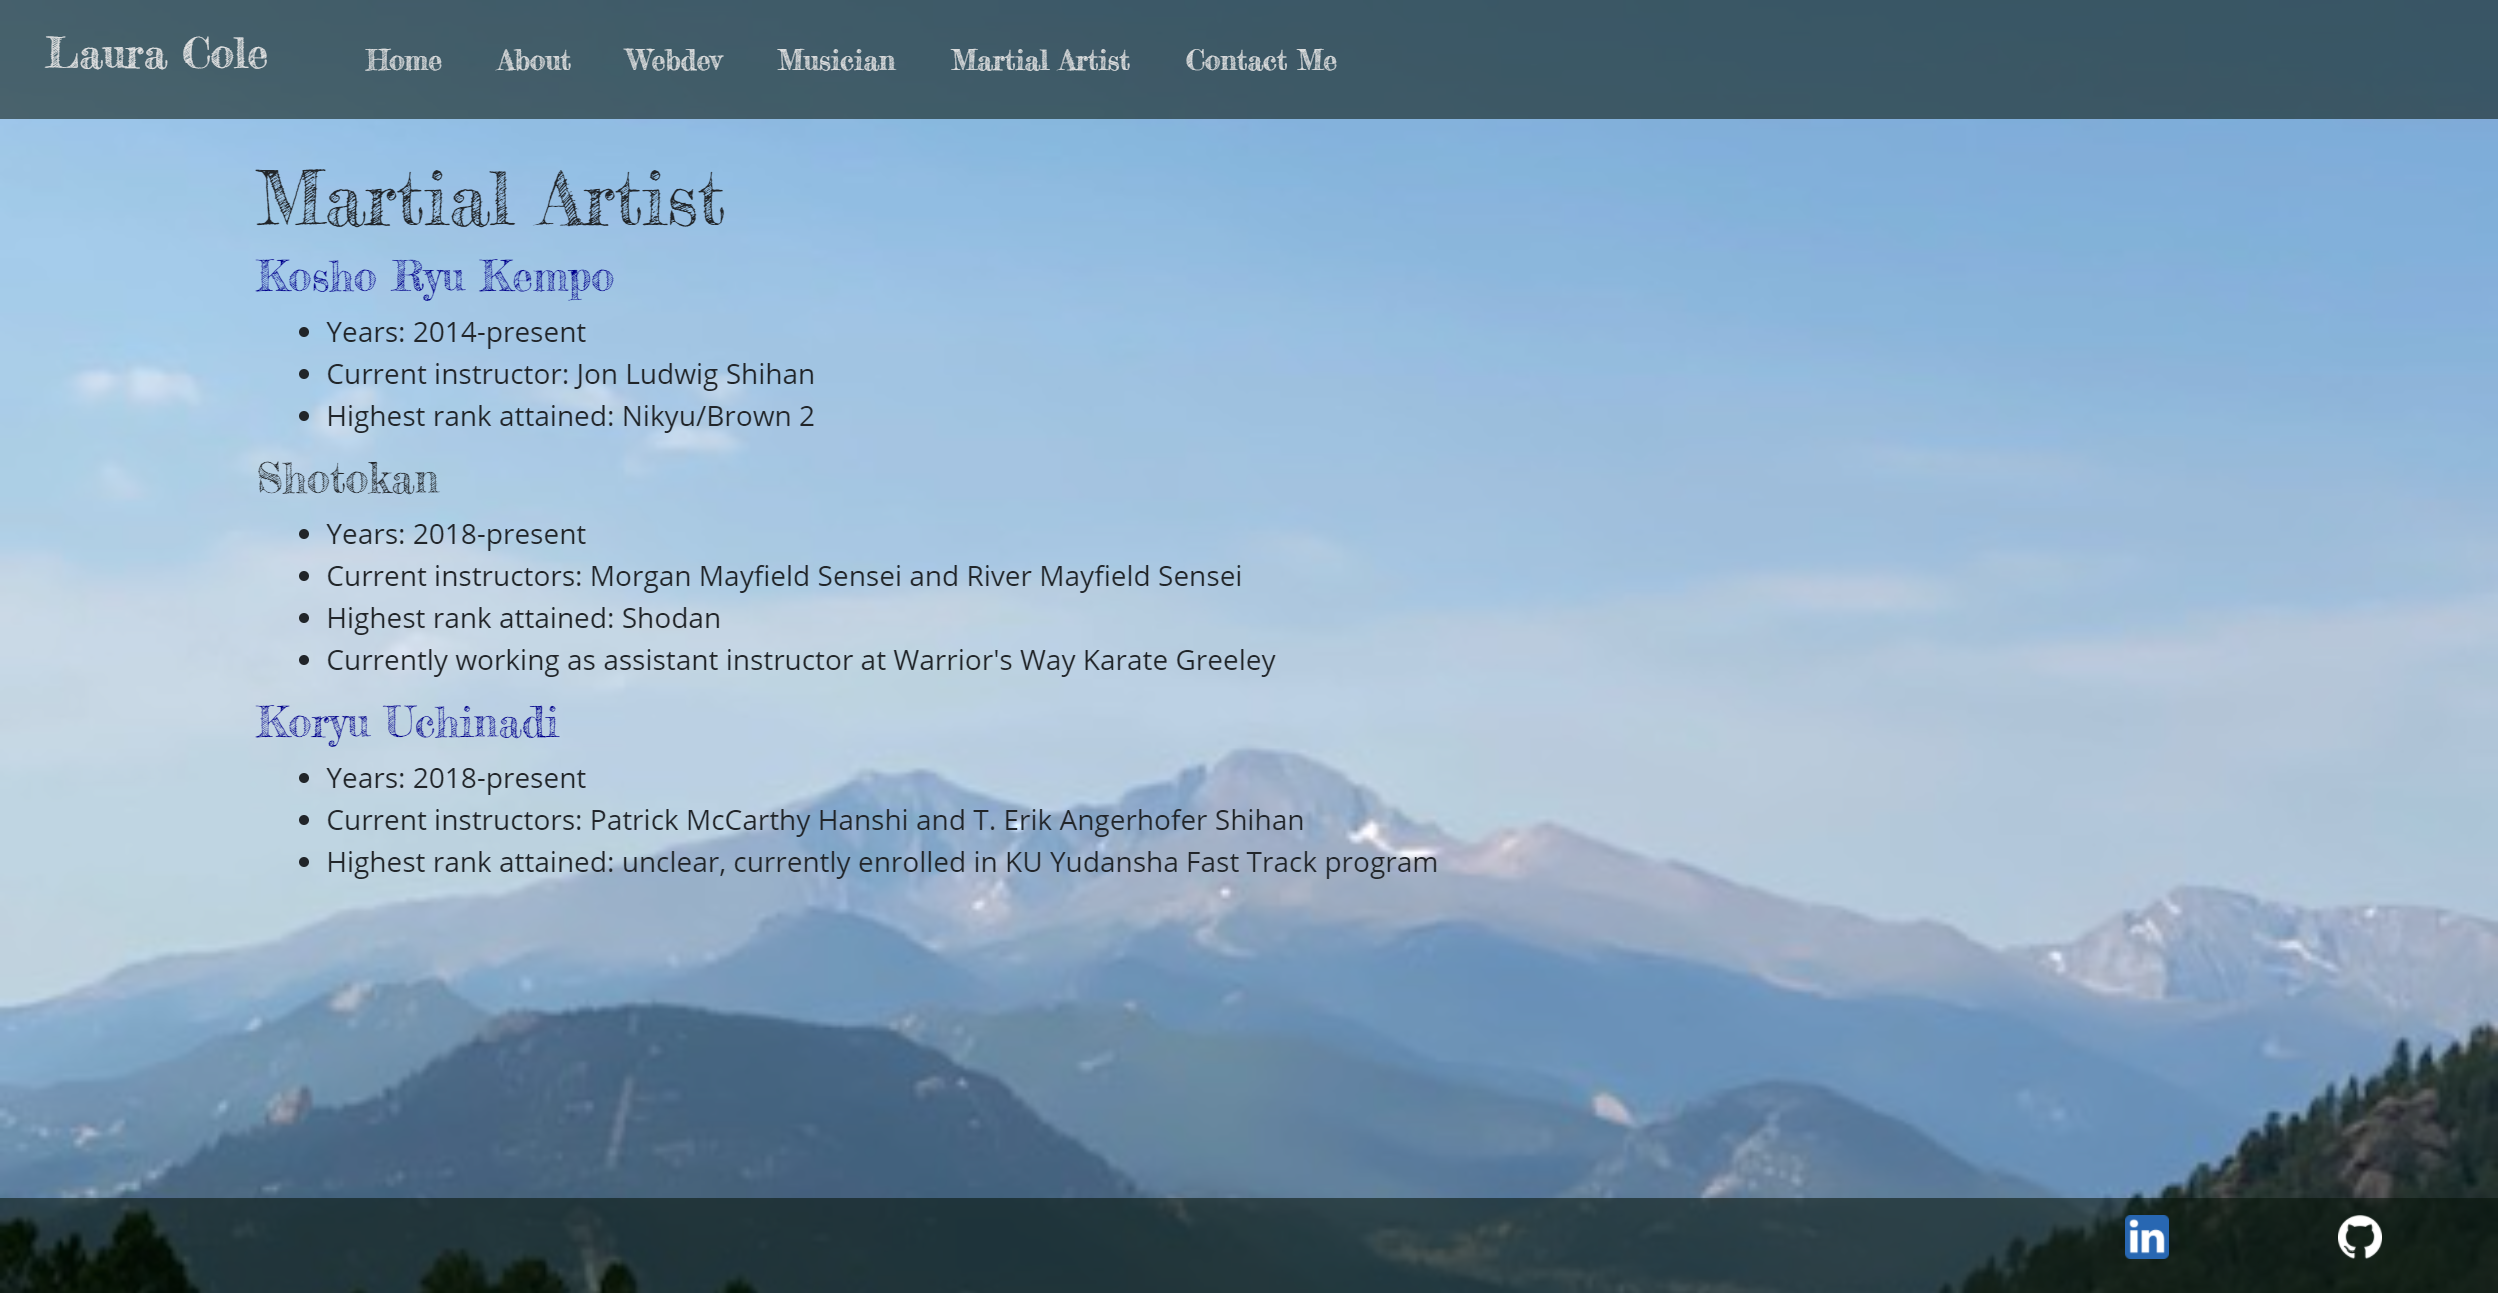 Laura Cole Home About Webdev Musician Martial Artist Contact Me
Martial Artist
Kosho Ryu Kempo
Years: 2014-present
Current instructor: Jon Ludwig Shihan
Highest rank attained: Nikyu/Brown 2
Shotokan
Years: 2018-present
Current instructors: Morgan Mayfield Sensei and River Mayfield Sensei
Highest rank attained: Shodan
Currently working as assistant instructor at Warrior's Way Karate Greeley
Koryu Uchinadi
Years: 2018-present
Current instructors: Patrick McCarthy Hanshi and T. Erik Angerhofer Shihan
Highest rank attained: unclear, currently enrolled in KU Yudansha Fast Track program
in